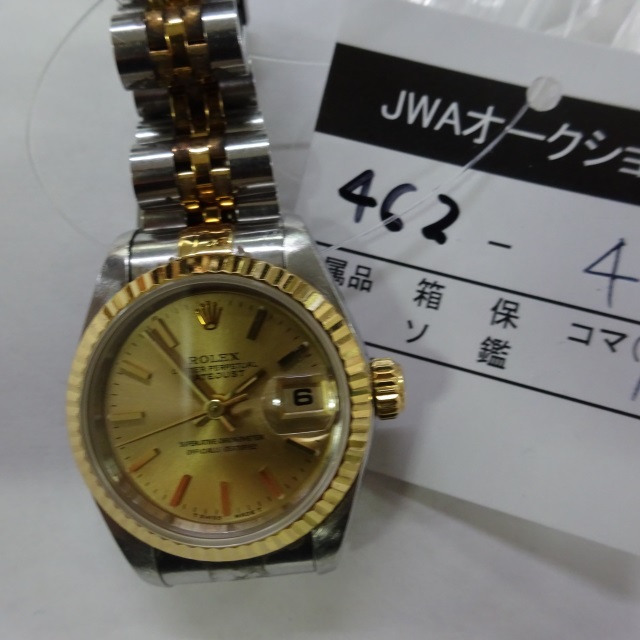 JWAオークショ
462-4
属品 箱 保 コマ(
ソ 鑑
ROLEX
OYSTER PERPETUAL
DATEJUST
6
SUPERLATIVE CHRONOMETER
OFFICIALLY CERTIFIED